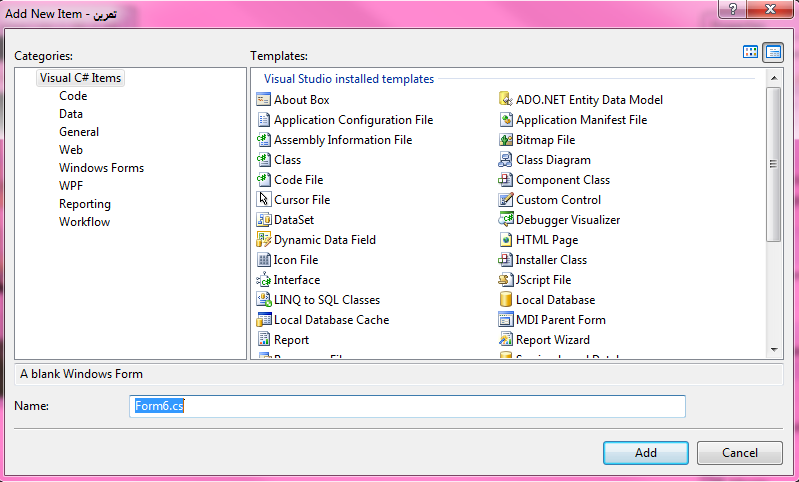 Add New Item - تمرین
Categories:
Templates:
Visual C# Items
Code
Data
General
Web
Windows Forms
WPF
Reporting
Workflow
Visual Studio installed templates
About Box
ADO.NET Entity Data Model
Application Configuration File
Application Manifest File
Assembly Information File
Bitmap File
Class
Class Diagram
Code File
Component Class
Cursor File
Custom Control
DataSet
Debugger Visualizer
Dynamic Data Field
HTML Page
Icon File
Installer Class
Interface
JScript File
LINQ to SQL Classes
Local Database
Local Database Cache
MDI Parent Form
Report
Report Wizard
A blank Windows Form
Name:
Form6.cs
Add
Cancel